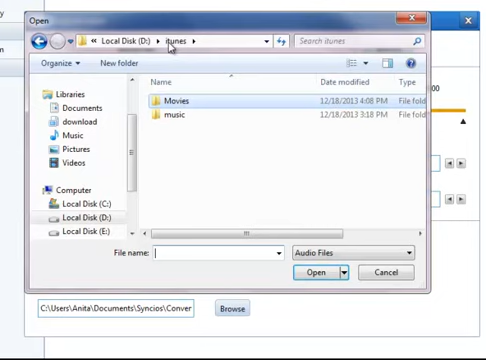 Open
« Local Disk (D:) itunes
Search itunes
Organize New folder
Name Date modified Type
Libraries
Documents
download
Music
Pictures
Videos
Computer
Local Disk (C:)
Local Disk (D:)
Local Disk (E:)
Movies 12/18/2013 4:08 PM File fold
music 12/18/2013 3:18 PM File fold
File name: Audio Files
Open Cancel
C:\Users\Anita\Documents\Syncios\Conver Browse